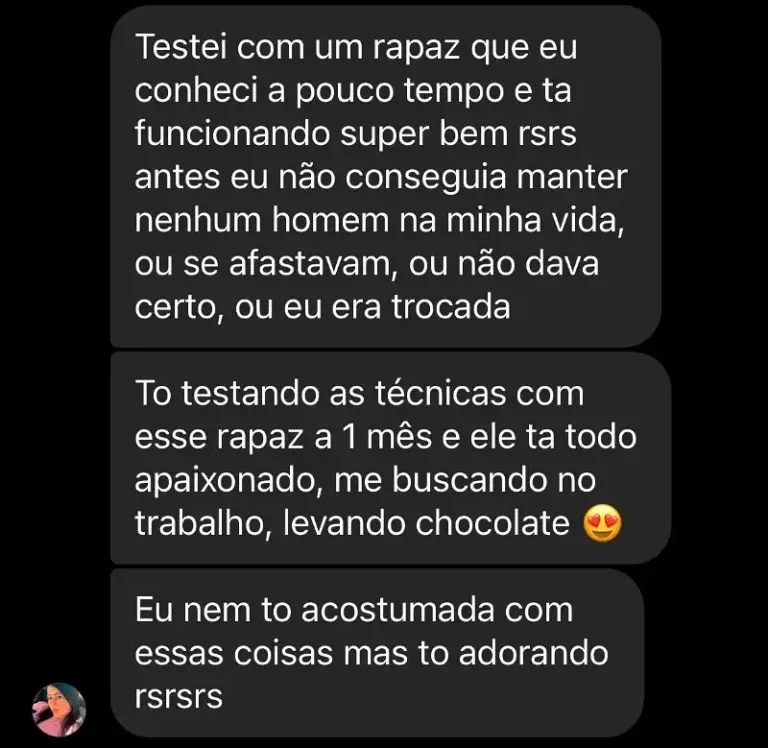 Testei com um rapaz que eu
conheci a pouco tempo e ta
funcionando super bem rsrs
antes eu não conseguia manter
nenhum homem na minha vida,
ou se afastavam, ou não dava
certo, ou eu era trocada
To testando as técnicas com
esse rapaz a 1 mês e ele ta todo
apaixonado, me buscando no
trabalho, levando chocolate 😍
Eu nem to acostumada com
essas coisas mas to adorando
rsrsrs